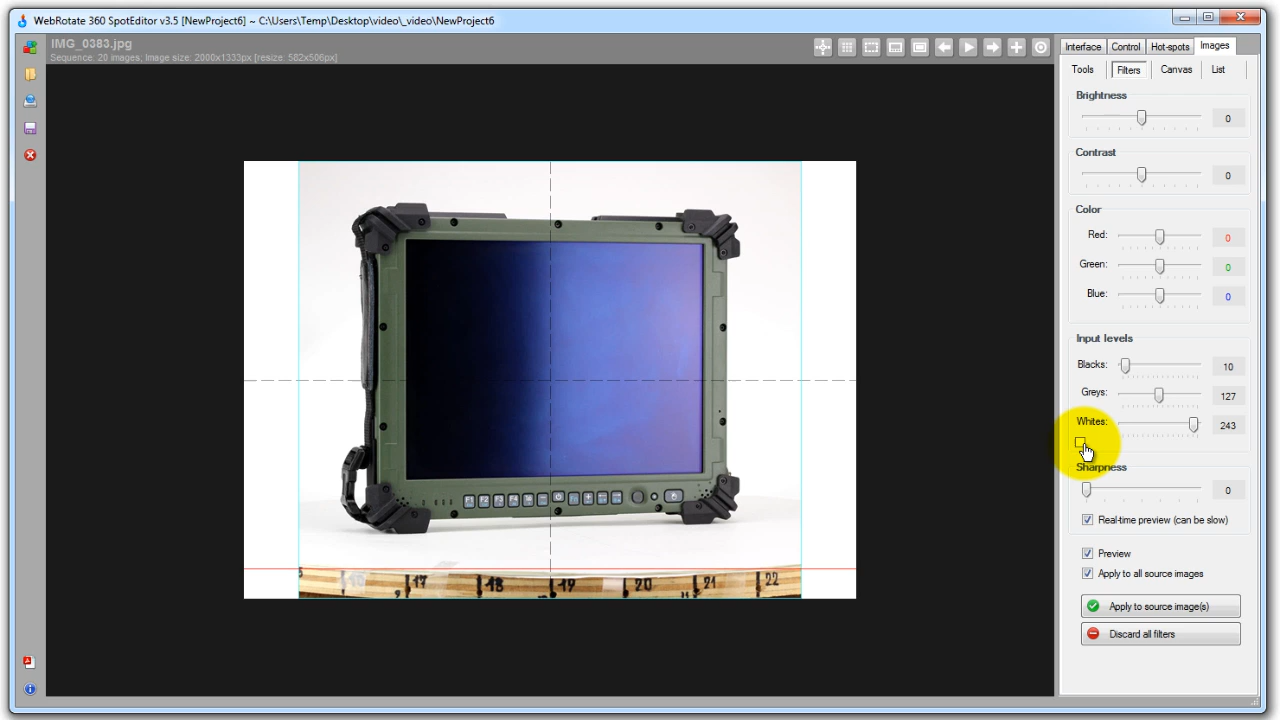 WebRotate 360 SpotEditor v3.5 [NewProject6] ~ C:\Users\Temp\Desktop\video\_video\NewProject6
IMG_0383.jpg
Sequence: 20 images; Image size: 2000x1333px [resize: 582x506px]
Interface Control Hot-spots Images
Tools Filters Canvas List
Brightness
0
Contrast
0
Color
Red: 0
Green: 0
Blue: 0
Input levels
Blacks: 10
Greys: 127
Whites: 243
Sharpness
0
Real-time preview (can be slow)
Preview
Apply to all source images
Apply to source image(s)
Discard all filters
F1 F2 F3
16 17 18 19 20 21 22